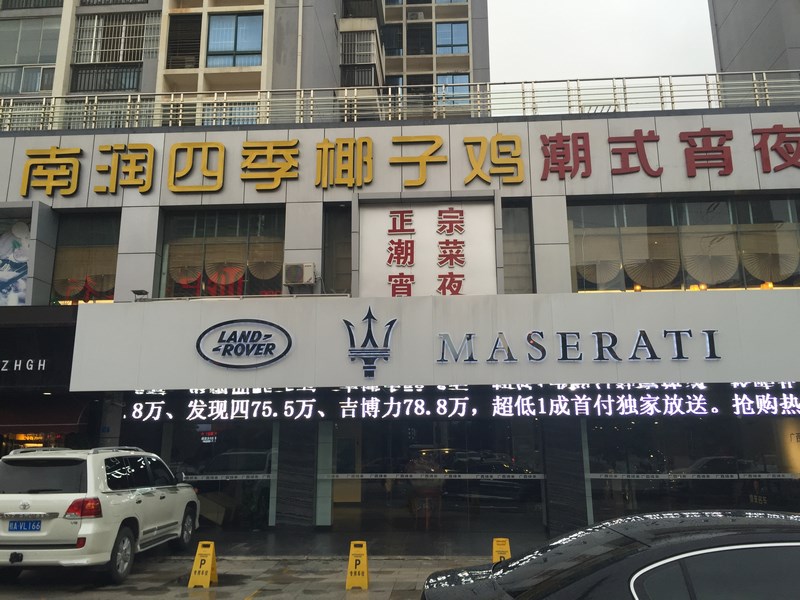 南润四季椰子鸡 潮式宵夜
正潮宵
宗菜夜
LAND ROVER
MASERATI
ZHGH
.8万、发现四75.5万、吉博力78.8万，超低1成首付独家放送。抢购热
VL166
P
P
P